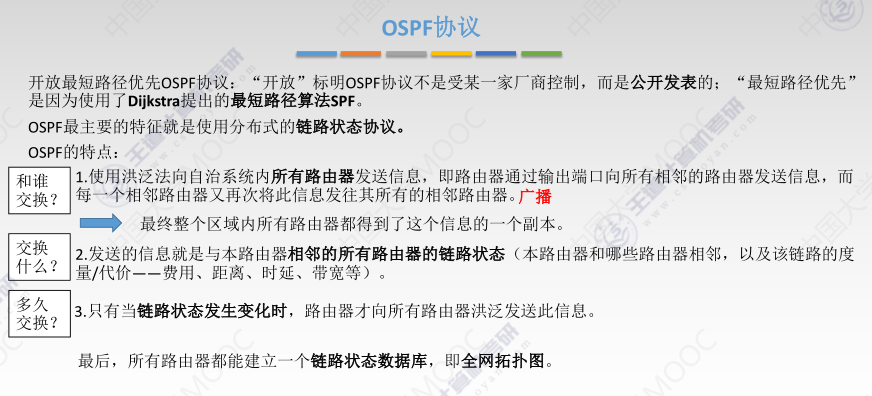 OSPF协议
开放最短路径优先OSPF协议：“开放”标明OSPF协议不是受某一家厂商控制，而是公开发表的；“最短路径优先”
是因为使用了Dijkstra提出的最短路径算法SPF。
OSPF最主要的特征就是使用分布式的链路状态协议。
OSPF的特点：
和谁
交换？
1.使用洪泛法向自治系统内所有路由器发送信息，即路由器通过输出端口向所有相邻的路由器发送信息，而
每一个相邻路由器又再次将此信息发往其所有的相邻路由器。广播
最终整个区域内所有路由器都得到了这个信息的一个副本。
交换
什么？
2.发送的信息就是与本路由器相邻的所有路由器的链路状态（本路由器和哪些路由器相邻，以及该链路的度
量/代价——费用、距离、时延、带宽等）。
多久
交换？
3.只有当链路状态发生变化时，路由器才向所有路由器洪泛发送此信息。
最后，所有路由器都能建立一个链路状态数据库，即全网拓扑图。